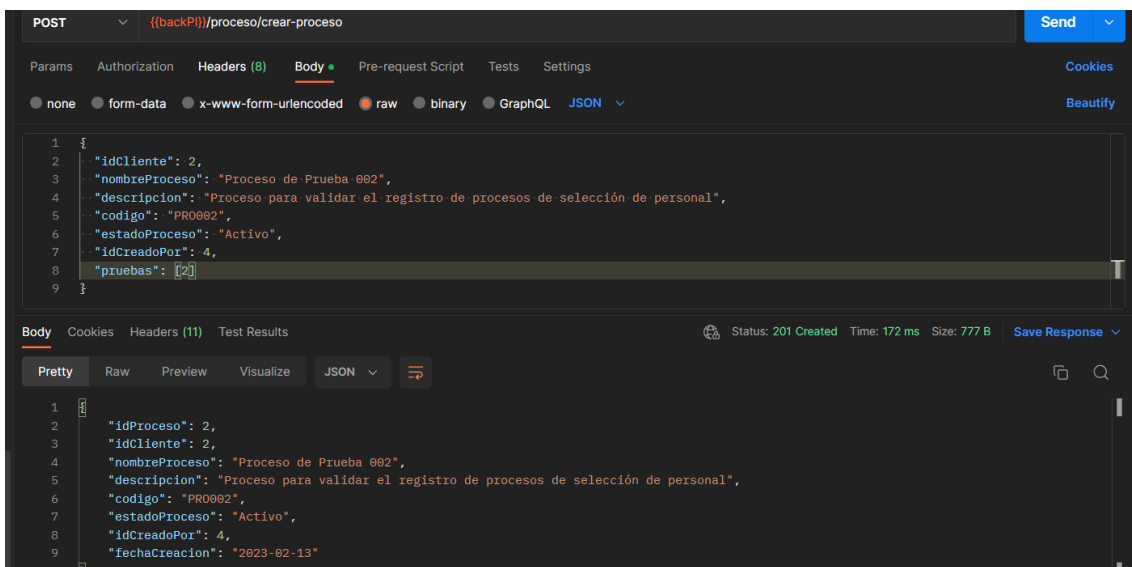 POST {{backPI}}/proceso/crear-proceso Send
Params Authorization Headers (8) Body Pre-request Script Tests Settings Cookies
none form-data x-www-form-urlencoded raw binary GraphQL JSON Beautify
1 {
2 "idCliente": 2,
3 "nombreProceso": "Proceso de Prueba 002",
4 "descripcion": "Proceso para validar el registro de procesos de selección de personal",
5 "codigo": "PRO002",
6 "estadoProceso": "Activo",
7 "idCreadoPor": 4,
8 "pruebas": [2]
9 }
Body Cookies Headers (11) Test Results Status: 201 Created Time: 172 ms Size: 777 B Save Response
Pretty Raw Preview Visualize JSON
1 {
2 "idProceso": 2,
3 "idCliente": 2,
4 "nombreProceso": "Proceso de Prueba 002",
5 "descripcion": "Proceso para validar el registro de procesos de selección de personal",
6 "codigo": "PRO002",
7 "estadoProceso": "Activo",
8 "idCreadoPor": 4,
9 "fechaCreacion": "2023-02-13"